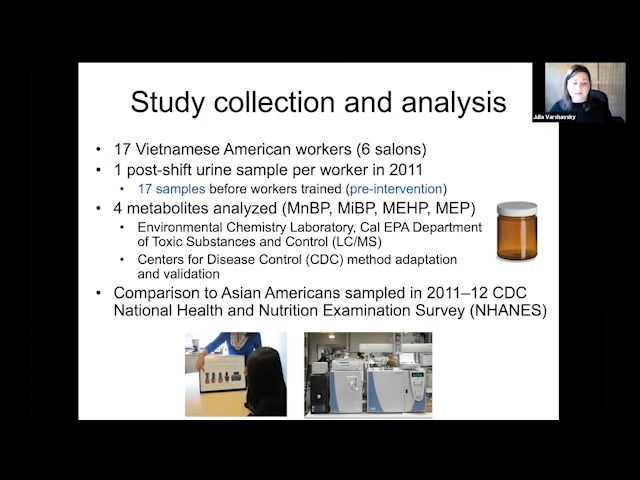 Study collection and analysis
• 17 Vietnamese American workers (6 salons)
• 1 post-shift urine sample per worker in 2011
• 17 samples before workers trained (pre-intervention)
• 4 metabolites analyzed (MnBP, MiBP, MEHP, MEP)
• Environmental Chemistry Laboratory, Cal EPA Department
of Toxic Substances and Control (LC/MS)
• Centers for Disease Control (CDC) method adaptation
and validation
• Comparison to Asian Americans sampled in 2011–12 CDC
National Health and Nutrition Examination Survey (NHANES)
Julia Varshavsky